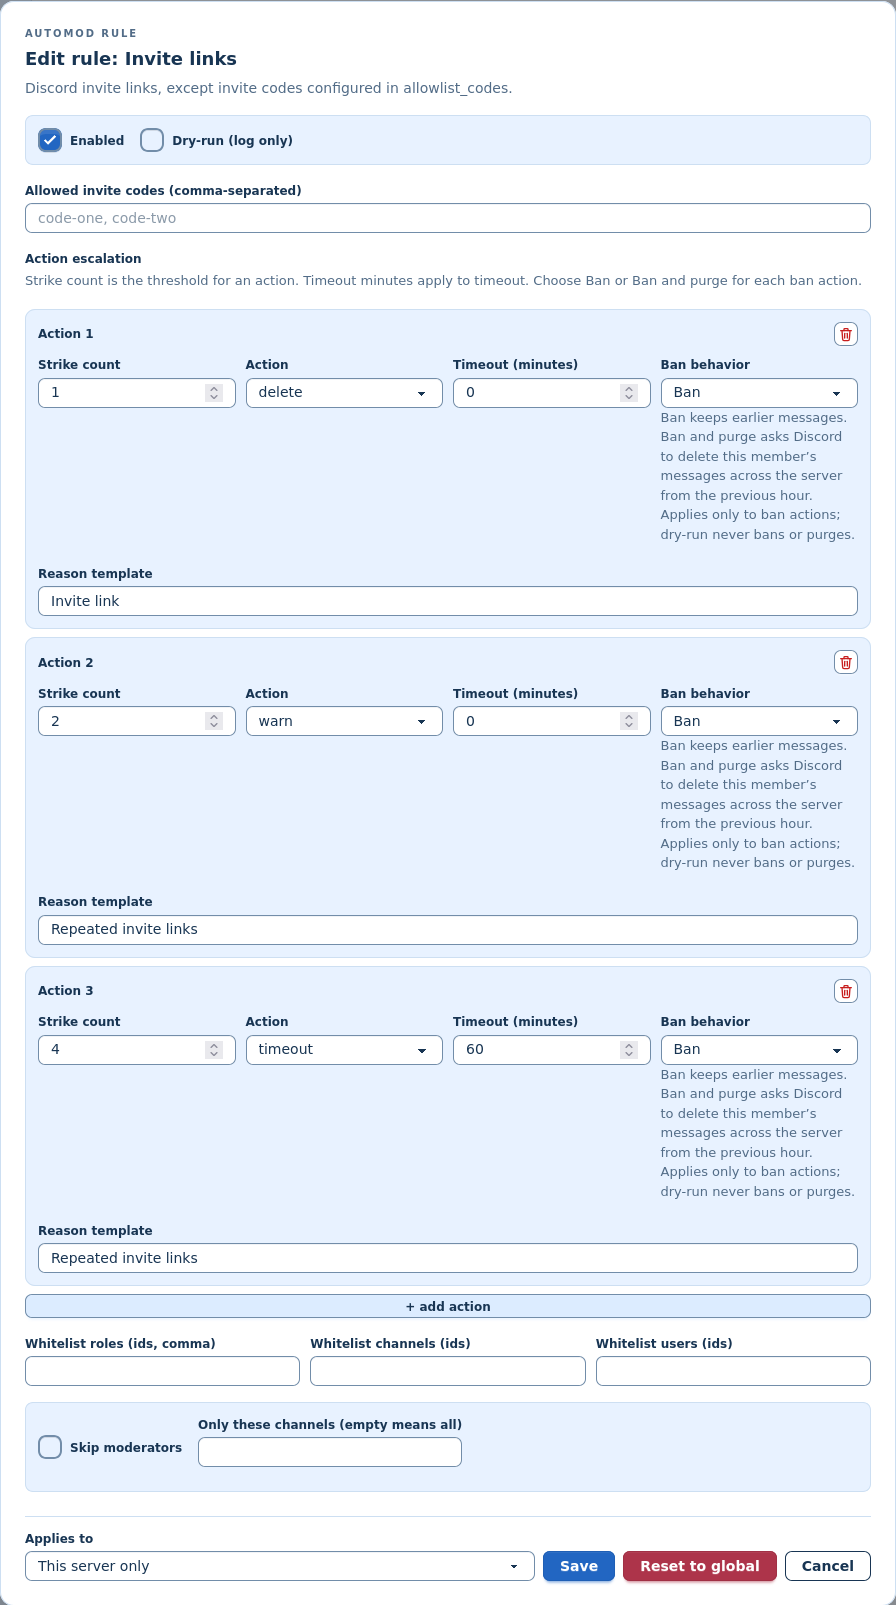 AUTOMOD RULE
Edit rule: Invite links
Discord invite links, except invite codes configured in allowlist_codes.
Enabled
Dry-run (log only)
Allowed invite codes (comma-separated)
code-one, code-two
Action escalation
Strike count is the threshold for an action. Timeout minutes apply to timeout. Choose Ban or Ban and purge for each ban action.
Action 1
Strike count
Action
Timeout (minutes)
Ban behavior
1
delete
0
Ban
Ban keeps earlier messages.
Ban and purge asks Discord
to delete this member’s
messages across the server
from the previous hour.
Applies only to ban actions;
dry-run never bans or purges.
Reason template
Invite link
Action 2
Strike count
Action
Timeout (minutes)
Ban behavior
2
warn
0
Ban
Ban keeps earlier messages.
Ban and purge asks Discord
to delete this member’s
messages across the server
from the previous hour.
Applies only to ban actions;
dry-run never bans or purges.
Reason template
Repeated invite links
Action 3
Strike count
Action
Timeout (minutes)
Ban behavior
4
timeout
60
Ban
Ban keeps earlier messages.
Ban and purge asks Discord
to delete this member’s
messages across the server
from the previous hour.
Applies only to ban actions;
dry-run never bans or purges.
Reason template
Repeated invite links
+ add action
Whitelist roles (ids, comma)
Whitelist channels (ids)
Whitelist users (ids)
Skip moderators
Only these channels (empty means all)
Applies to
This server only
Save
Reset to global
Cancel